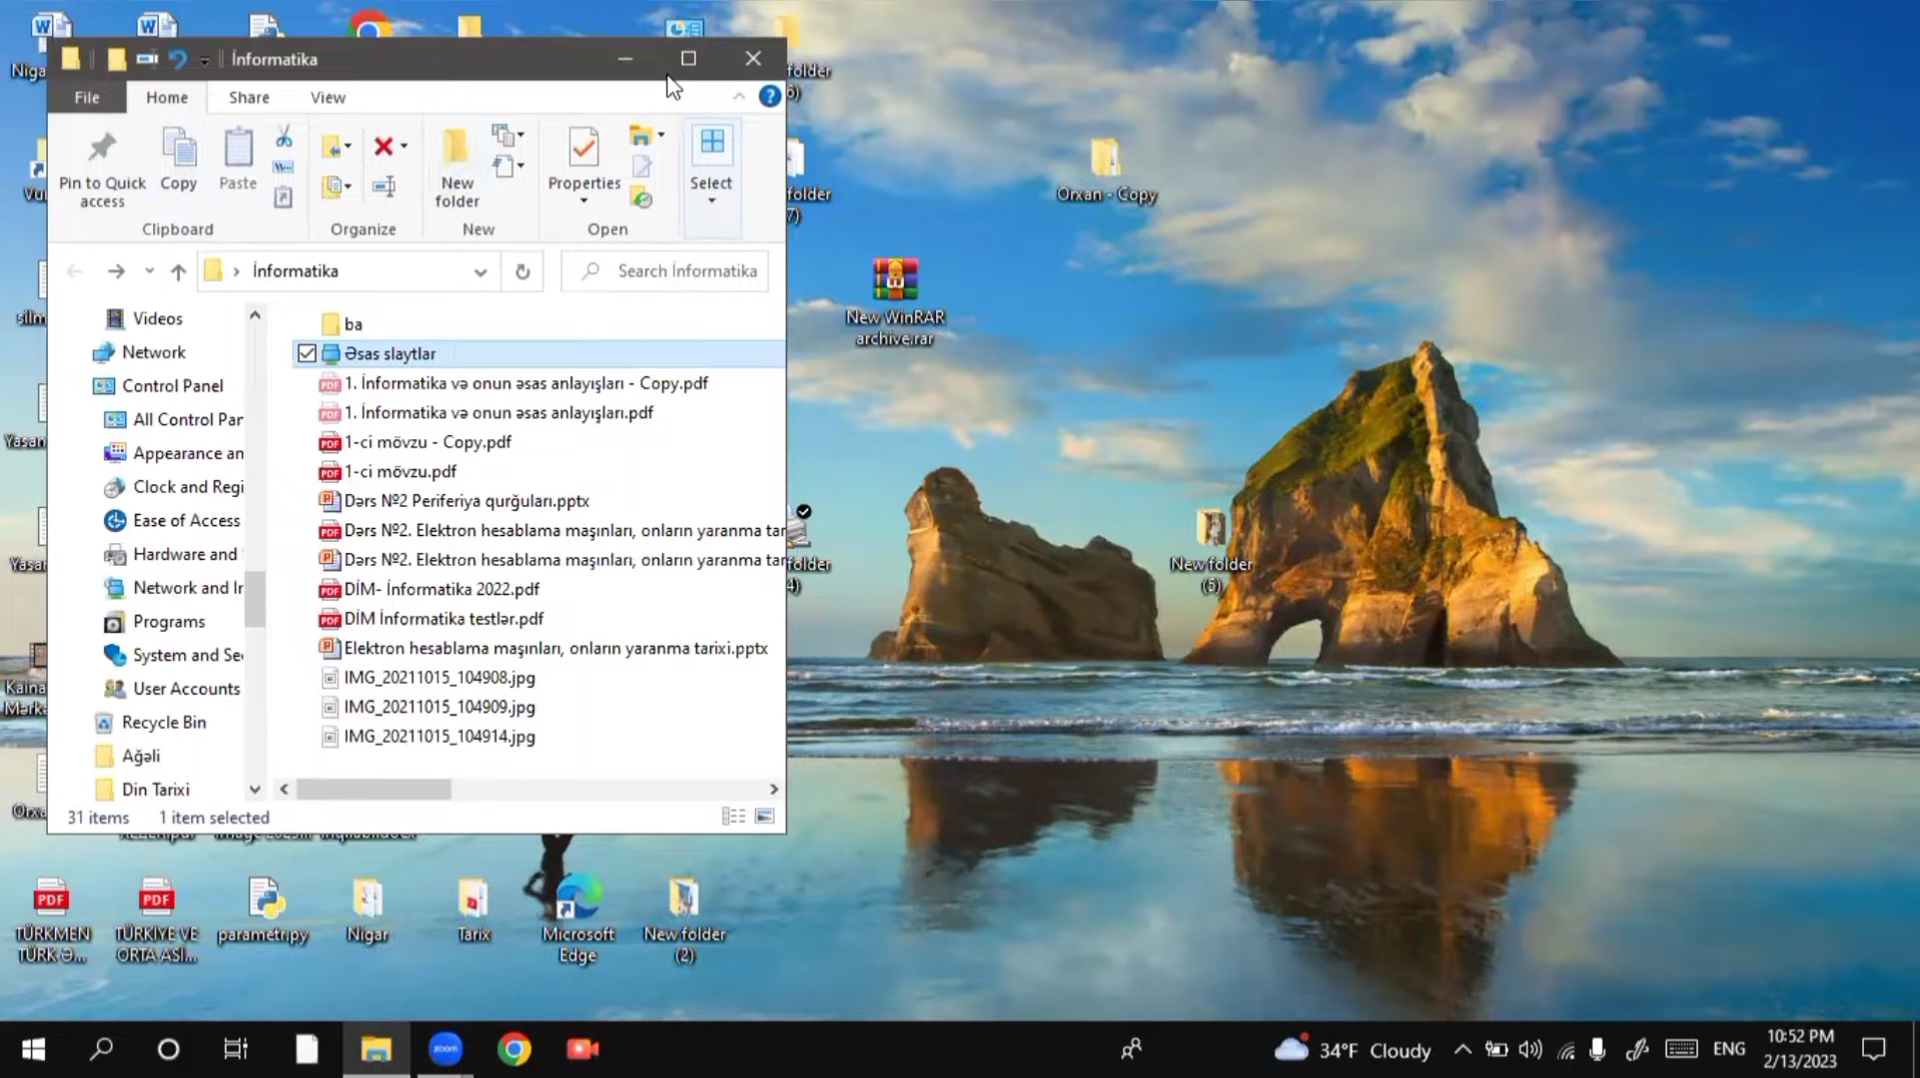 İnformatika
File
Home
Share
View
Pin to Quick access
Copy
Paste
New folder
Properties
Select
Clipboard
Organize
New
Open
İnformatika
Search İnformatika
Videos
Network
Control Panel
All Control Par
Appearance an
Clock and Regi
Ease of Access
Hardware and
Network and Ir
Programs
System and Se
User Accounts
Recycle Bin
Ağəli
Din Tarixi
ba
Əsas slaytlar
1. İnformatika və onun əsas anlayışları - Copy.pdf
1. İnformatika və onun əsas anlayışları.pdf
1-ci mövzu - Copy.pdf
1-ci mövzu.pdf
Dərs №2 Periferiya qurğuları.pptx
Dərs №2. Elektron hesablama maşınları, onların yaranma tar
Dərs №2. Elektron hesablama maşınları, onların yaranma tar
DİM- İnformatika 2022.pdf
DİM İnformatika testlər.pdf
Elektron hesablama maşınları, onların yaranma tarixi.pptx
IMG_20211015_104908.jpg
IMG_20211015_104909.jpg
IMG_20211015_104914.jpg
31 items
1 item selected
Orxan - Copy
New WinRAR
archive.rar
New folder
(5)
TÜRKMEN
TÜRK Ə...
TÜRKİYE VE
ORTA ASİ...
parametr.py
Nigar
Tarix
Microsoft
Edge
New folder
(2)
zoom
34°F Cloudy
ENG
10:52 PM
2/13/2023